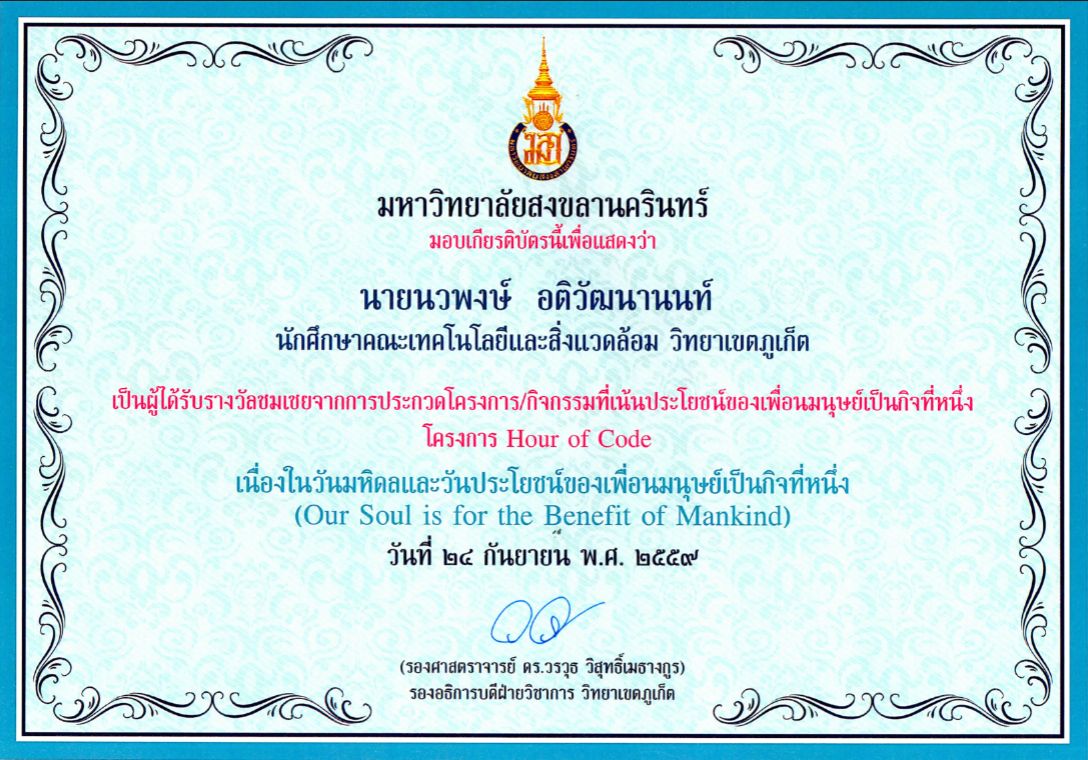 มหาวิทยาลัยสงขลานครินทร์
มอบเกียรติบัตรนี้เพื่อแสดงว่า
นายนวพงษ์ อติวัฒนานนท์
นักศึกษาคณะเทคโนโลยีและสิ่งแวดล้อม วิทยาเขตภูเก็ต
เป็นผู้ได้รับรางวัลชมเชยจากการประกวดโครงการ/กิจกรรมที่เน้นประโยชน์ของเพื่อนมนุษย์เป็นกิจที่หนึ่ง
โครงการ Hour of Code
เนื่องในวันมหิดลและวันประโยชน์ของเพื่อนมนุษย์เป็นกิจที่หนึ่ง
(Our Soul is for the Benefit of Mankind)
วันที่ ๒๔ กันยายน พ.ศ. ๒๕๕๙
(รองศาสตราจารย์ ดร.วรวุธ วิสุทธิ์เมธางกูร)
รองอธิการบดีฝ่ายวิชาการ วิทยาเขตภูเก็ต